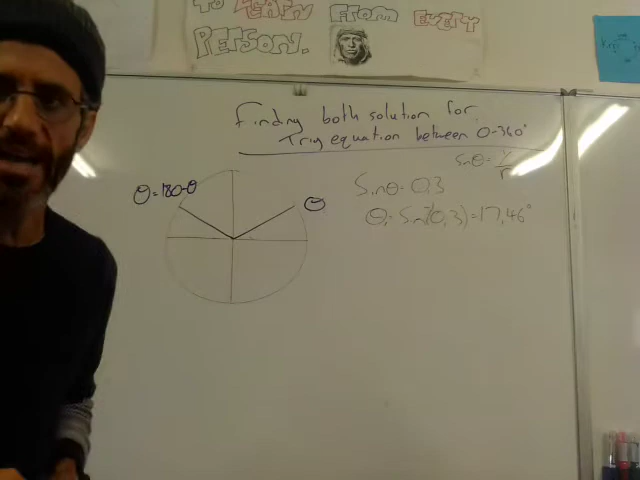 TO LEARN FROM EVERY
PERSON.
Finding both solution for
Trig equation between 0-360°
Sinθ = y/r
θ = 180-θ
θ
Sinθ = 0,3
θ = Sin⁻¹(0,3) = 17,46°